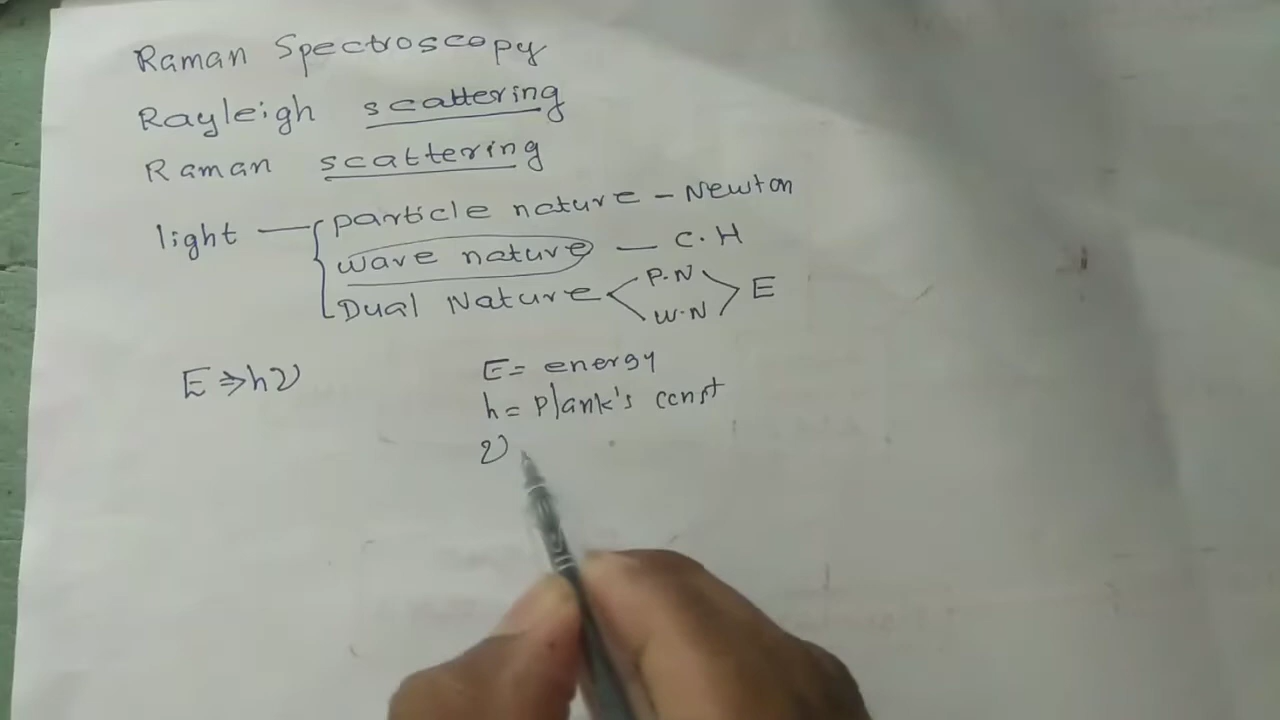 Raman Spectroscopy
Rayleigh scattering
Raman scattering
light — { particle nature - Newton
wave nature — C.H
Dual Nature < P.N W.N > E
E ⇒ hν
E = energy
h = Plank's const
ν